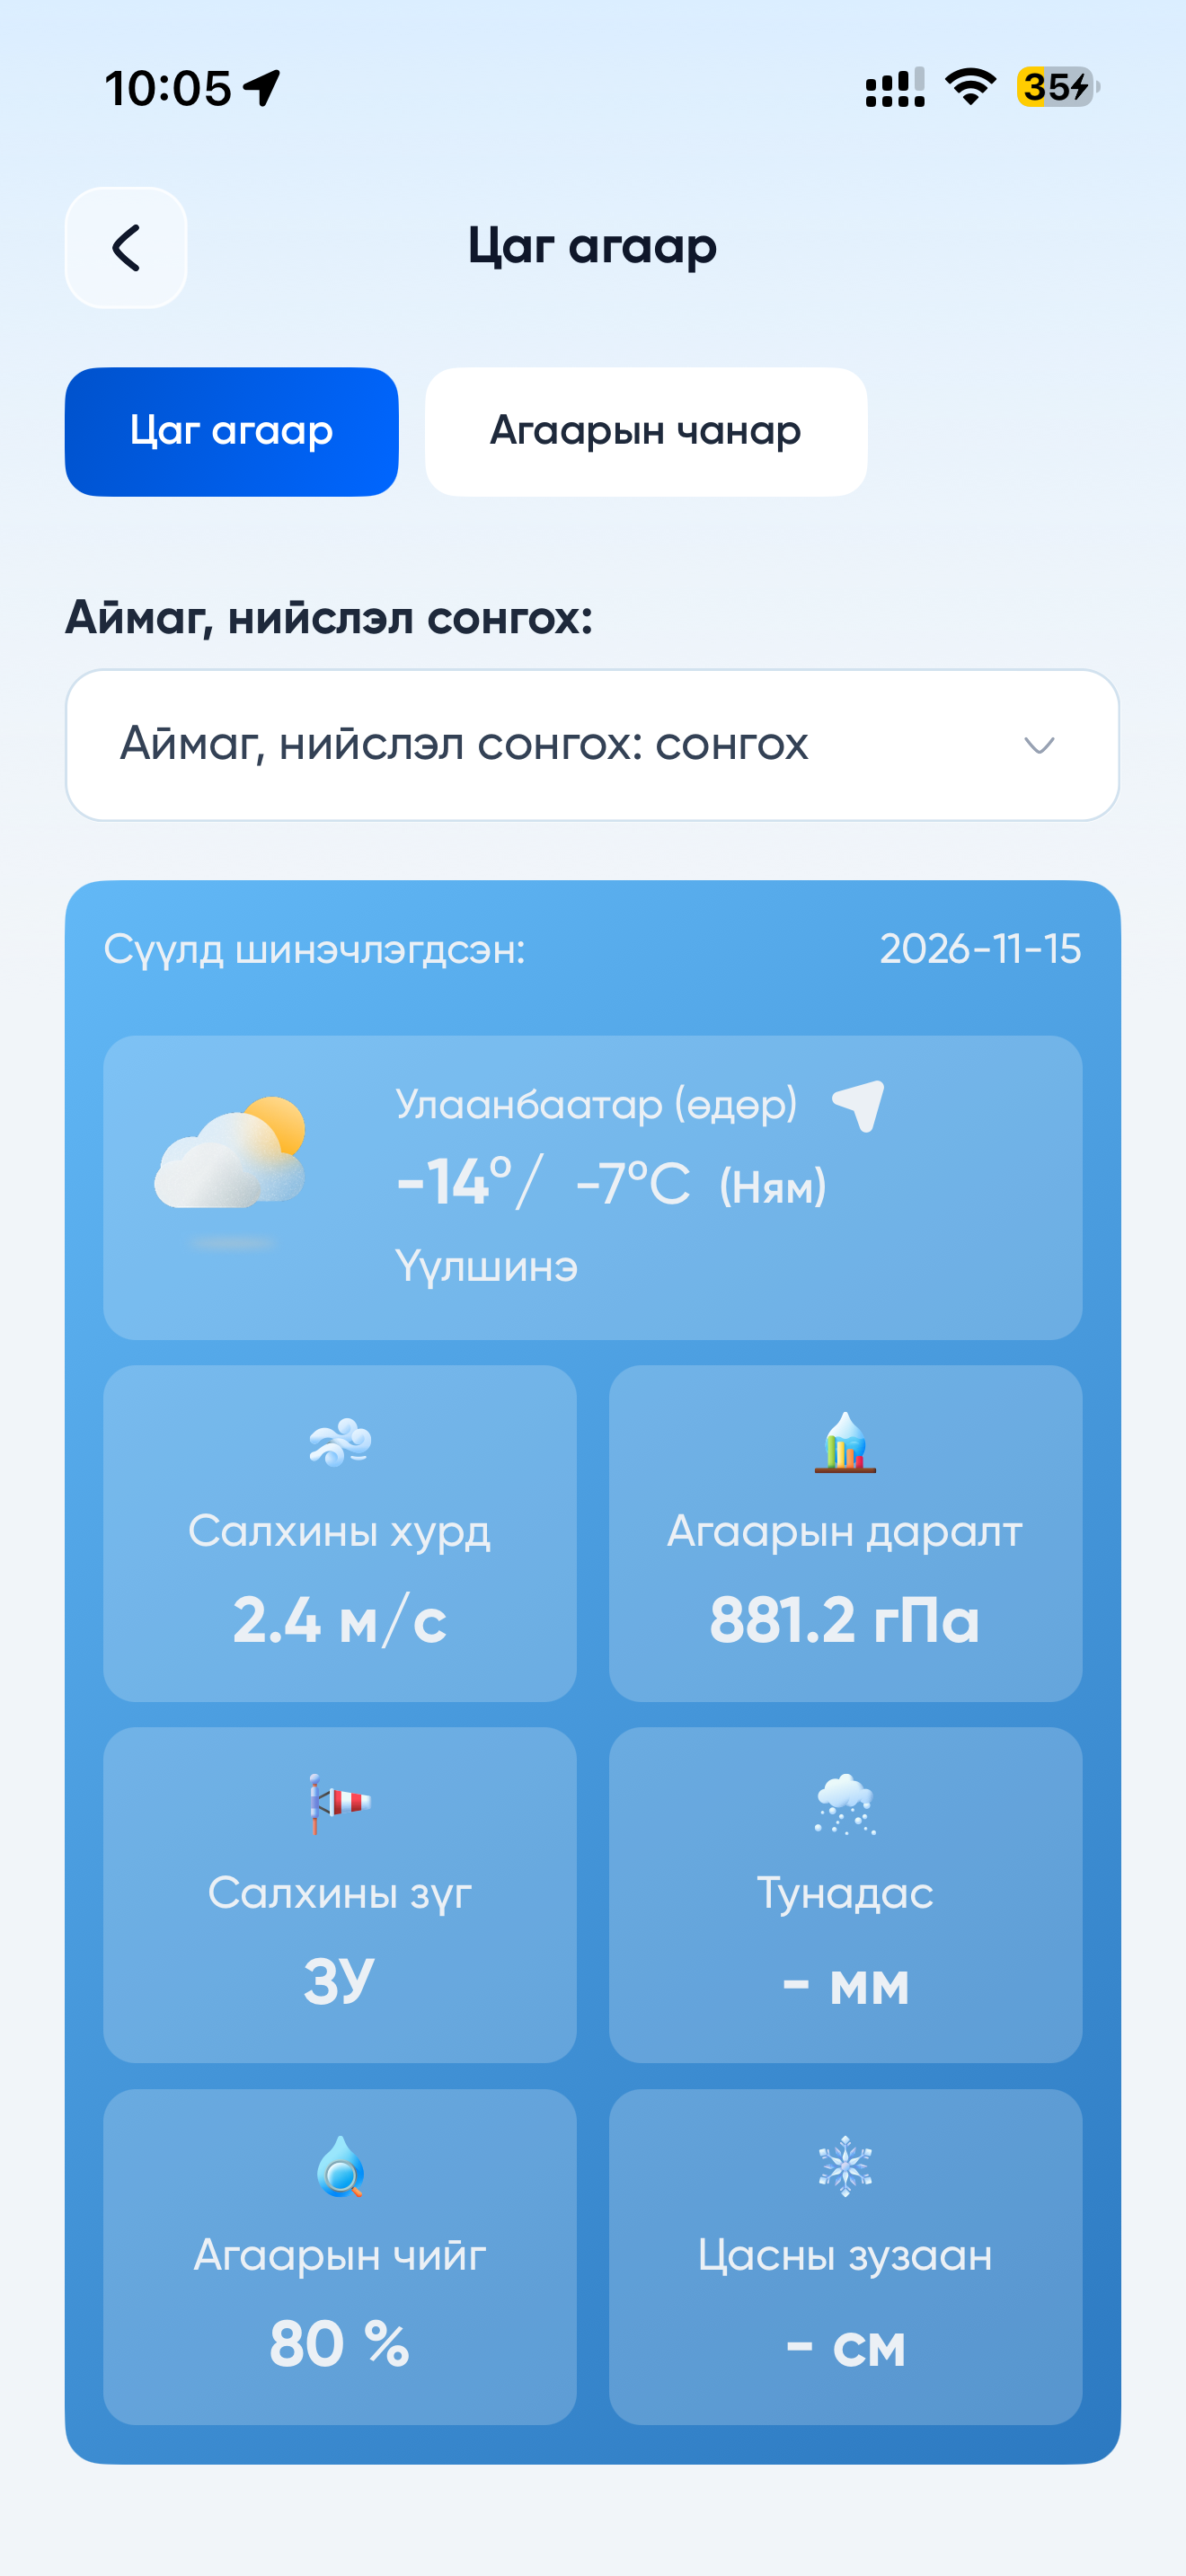 10:05
35
Цаг агаар
Цаг агаар
Агаарын чанар
Аймаг, нийслэл сонгох:
Аймаг, нийслэл сонгох: сонгох
Сүүлд шинэчлэгдсэн: 2026-11-15
Улаанбаатар (өдөр)
-14°/ -7°C (Ням)
Үүлшинэ
Салхины хурд
2.4 м/с
Агаарын даралт
881.2 гПа
Салхины зүг
ЗУ
Тунадас
- мм
Агаарын чийг
80 %
Цасны зузаан
- см